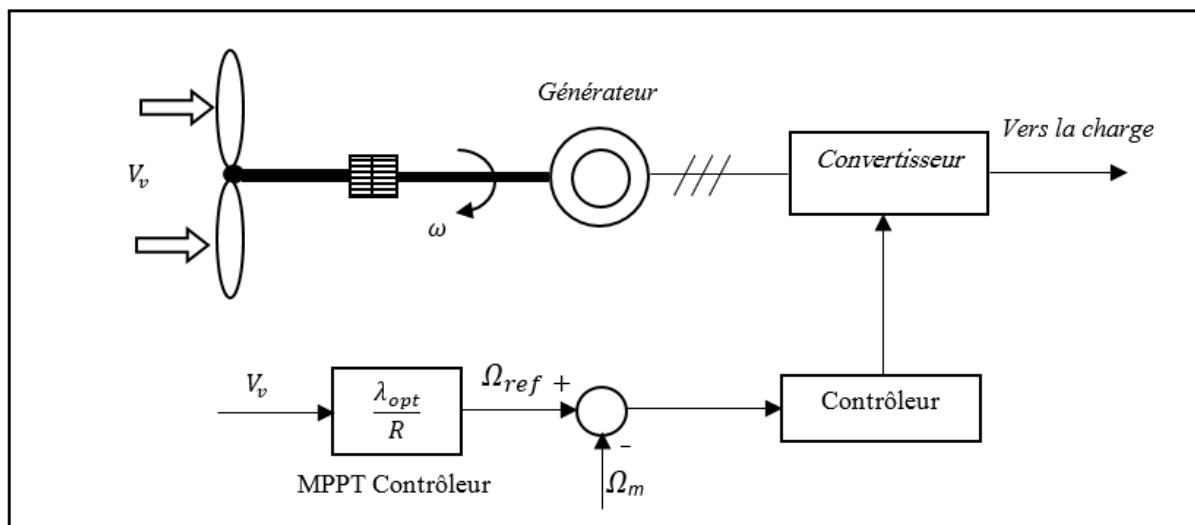 Générateur
Vers la charge
Convertisseur
V_v
ω
V_v
λ_opt
R
Ω_ref +
-
Ω_m
Contrôleur
MPPT Contrôleur